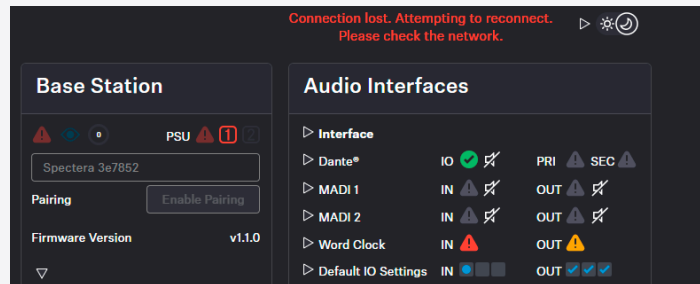 Connection lost. Attempting to reconnect.
Please check the network.
Base Station
0
PSU 1 2
Spectera 3e7852
Pairing Enable Pairing
Firmware Version v1.1.0
Audio Interfaces
Interface
Dante® IO PRI SEC
MADI 1 IN OUT
MADI 2 IN OUT
Word Clock IN OUT
Default IO Settings IN OUT